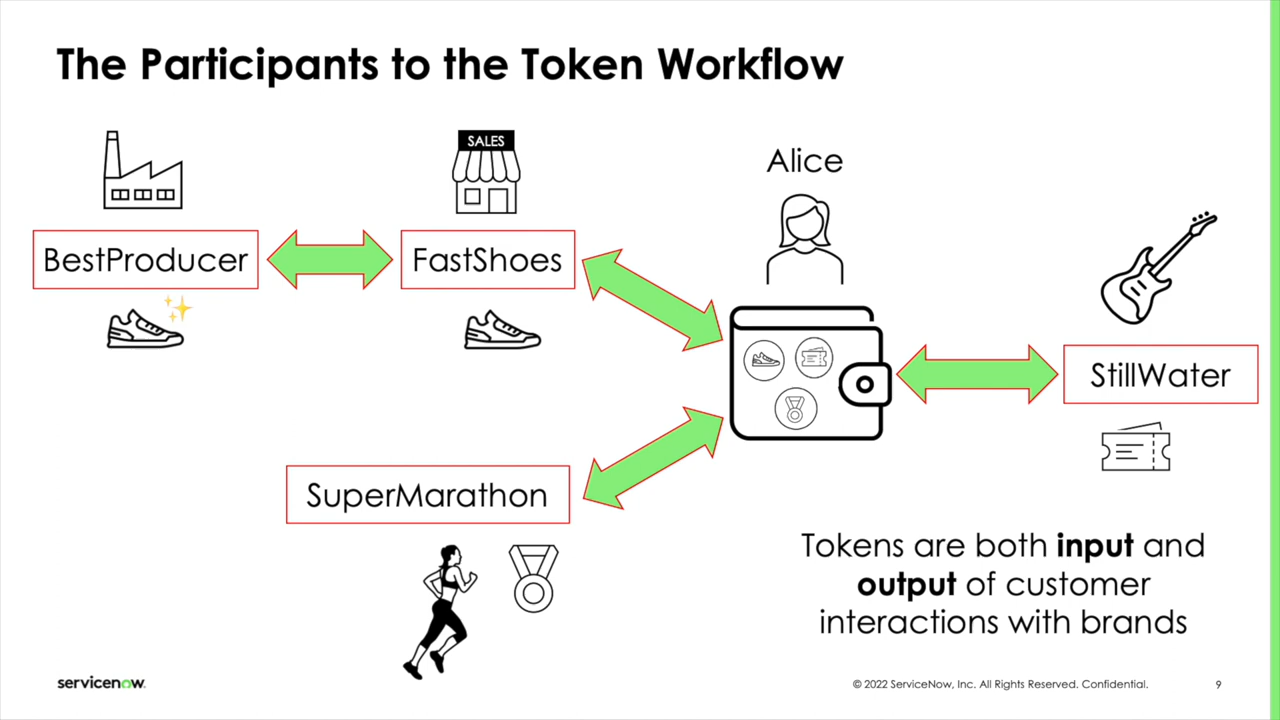 The Participants to the Token Workflow
SALES
Alice
BestProducer
FastShoes
StillWater
SuperMarathon
Tokens are both input and
output of customer
interactions with brands
servicenow.
© 2022 ServiceNow, Inc. All Rights Reserved. Confidential.
9